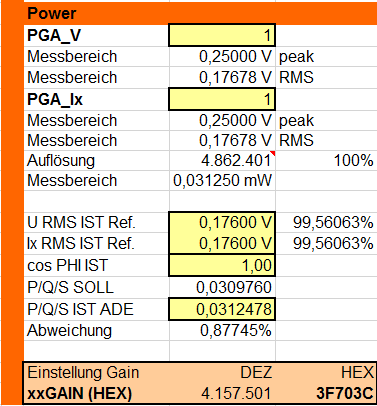 Power
PGA_V 1
Messbereich 0,25000 V peak
Messbereich 0,17678 V RMS
PGA_Ix 1
Messbereich 0,25000 V peak
Messbereich 0,17678 V RMS
Auflösung 4.862.401 100%
Messbereich 0,031250 mW
U RMS IST Ref. 0,17600 V 99,56063%
Ix RMS IST Ref. 0,17600 V 99,56063%
cos PHI IST 1,00
P/Q/S SOLL 0,0309760
P/Q/S IST ADE 0,0312478
Abweichung 0,87745%
Einstellung Gain DEZ HEX
xxGAIN (HEX) 4.157.501 3F703C